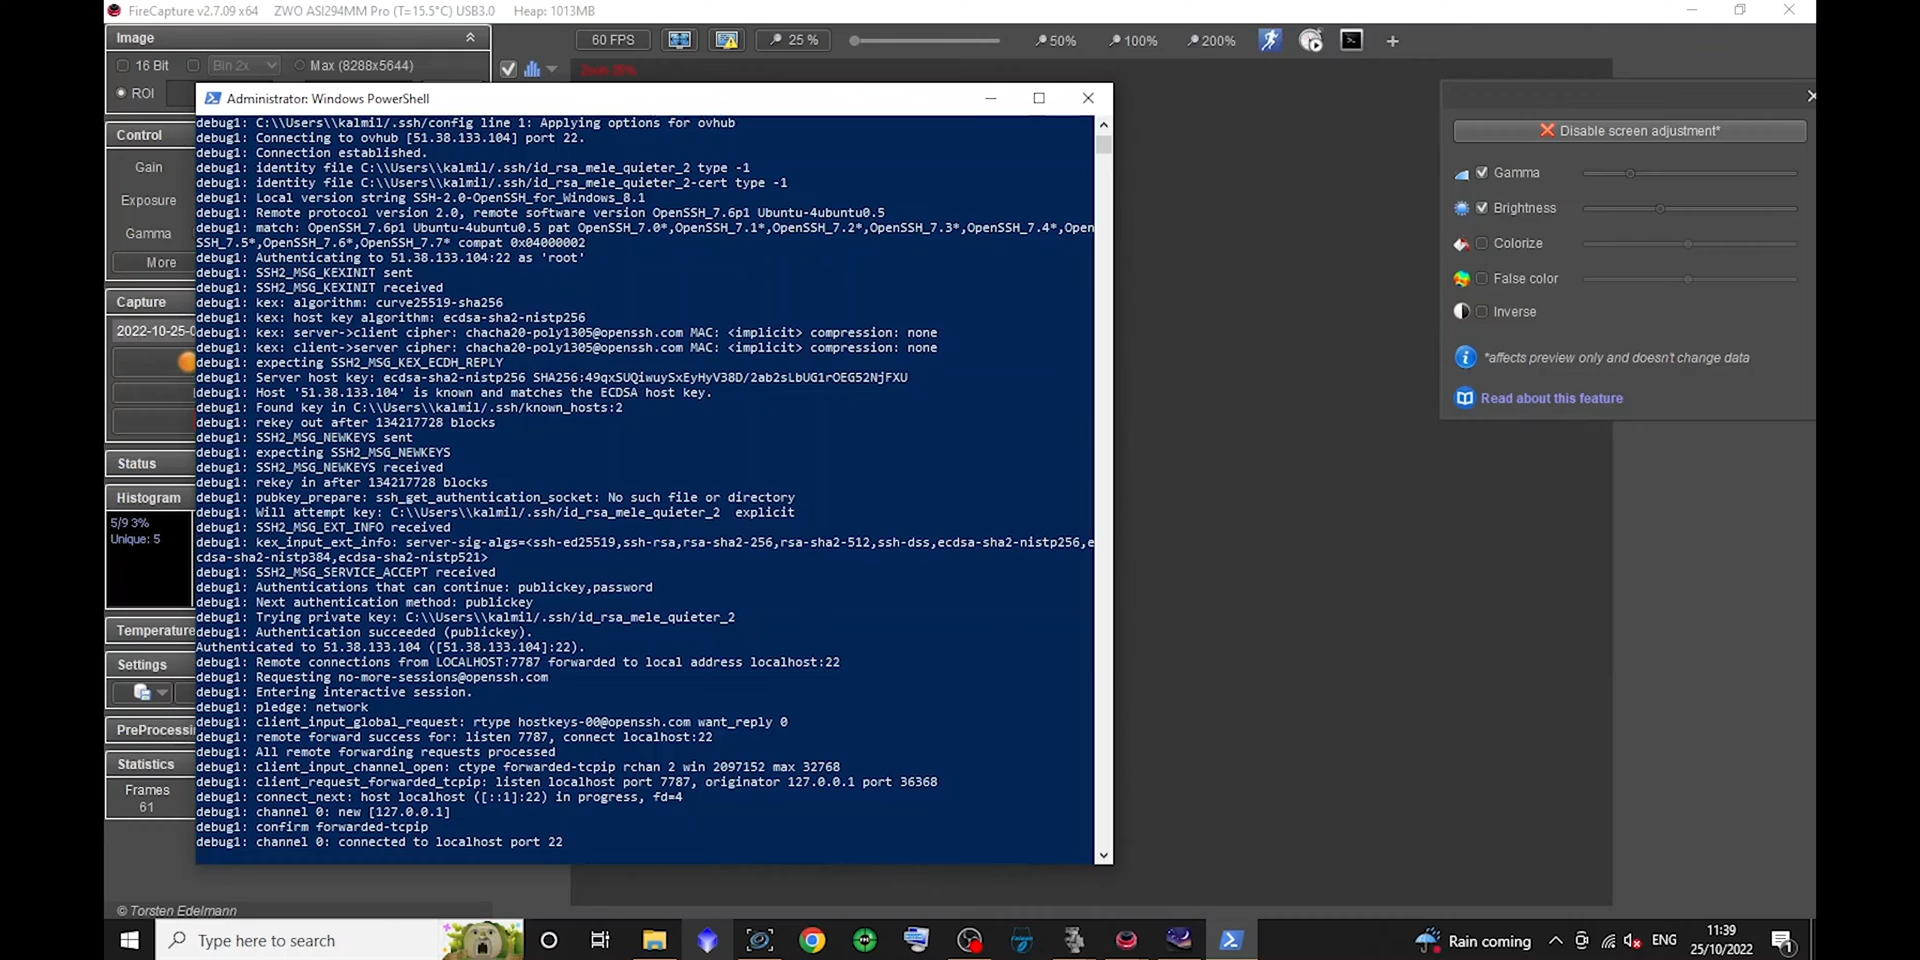 FireCapture v2.7.09 x64 ZWO ASI294MM Pro (T=15.5°C) USB3.0 Heap: 1013MB
Image
60 FPS 25 % 50% 100% 200%
16 Bit Bin 2x Max (8288x5644)
Zoom 25%
ROI
Administrator: Windows PowerShell
debug1: C:\\Users\\kalmil/.ssh/config line 1: Applying options for ovhub
debug1: Connecting to ovhub [51.38.133.104] port 22.
debug1: Connection established.
debug1: identity file C:\\Users\\kalmil/.ssh/id_rsa_mele_quieter_2 type -1
debug1: identity file C:\\Users\\kalmil/.ssh/id_rsa_mele_quieter_2-cert type -1
debug1: Local version string SSH-2.0-OpenSSH_for_Windows_8.1
debug1: Remote protocol version 2.0, remote software version OpenSSH_7.6p1 Ubuntu-4ubuntu0.5
debug1: match: OpenSSH_7.6p1 Ubuntu-4ubuntu0.5 pat OpenSSH_7.0*,OpenSSH_7.1*,OpenSSH_7.2*,OpenSSH_7.3*,OpenSSH_7.4*,Open
SSH_7.5*,OpenSSH_7.6*,OpenSSH_7.7* compat 0x04000002
debug1: Authenticating to 51.38.133.104:22 as 'root'
debug1: SSH2_MSG_KEXINIT sent
debug1: SSH2_MSG_KEXINIT received
debug1: kex: algorithm: curve25519-sha256
debug1: kex: host key algorithm: ecdsa-sha2-nistp256
debug1: kex: server->client cipher: chacha20-poly1305@openssh.com MAC: <implicit> compression: none
debug1: kex: client->server cipher: chacha20-poly1305@openssh.com MAC: <implicit> compression: none
debug1: expecting SSH2_MSG_KEX_ECDH_REPLY
debug1: Server host key: ecdsa-sha2-nistp256 SHA256:49qxSUQiwuySxEyHyV38D/2ab2sLbUG1rOEG52NjFXU
debug1: Host '51.38.133.104' is known and matches the ECDSA host key.
debug1: Found key in C:\\Users\\kalmil/.ssh/known_hosts:2
debug1: rekey out after 134217728 blocks
debug1: SSH2_MSG_NEWKEYS sent
debug1: expecting SSH2_MSG_NEWKEYS
debug1: SSH2_MSG_NEWKEYS received
debug1: rekey in after 134217728 blocks
debug1: pubkey_prepare: ssh_get_authentication_socket: No such file or directory
debug1: Will attempt key: C:\\Users\\kalmil/.ssh/id_rsa_mele_quieter_2  explicit
debug1: SSH2_MSG_EXT_INFO received
debug1: kex_input_ext_info: server-sig-algs=<ssh-ed25519,ssh-rsa,rsa-sha2-256,rsa-sha2-512,ssh-dss,ecdsa-sha2-nistp256,e
cdsa-sha2-nistp384,ecdsa-sha2-nistp521>
debug1: SSH2_MSG_SERVICE_ACCEPT received
debug1: Authentications that can continue: publickey,password
debug1: Next authentication method: publickey
debug1: Trying private key: C:\\Users\\kalmil/.ssh/id_rsa_mele_quieter_2
debug1: Authentication succeeded (publickey).
Authenticated to 51.38.133.104 ([51.38.133.104]:22).
debug1: Remote connections from LOCALHOST:7787 forwarded to local address localhost:22
debug1: Requesting no-more-sessions@openssh.com
debug1: Entering interactive session.
debug1: pledge: network
debug1: client_input_global_request: rtype hostkeys-00@openssh.com want_reply 0
debug1: remote forward success for: listen 7787, connect localhost:22
debug1: All remote forwarding requests processed
debug1: client_input_channel_open: ctype forwarded-tcpip rchan 2 win 2097152 max 32768
debug1: client_request_forwarded_tcpip: listen localhost port 7787, originator 127.0.0.1 port 36368
debug1: connect_next: host localhost ([::1]:22) in progress, fd=4
debug1: channel 0: new [127.0.0.1]
debug1: confirm forwarded-tcpip
debug1: channel 0: connected to localhost port 22
Control
Gain
Exposure
Gamma
More
Capture
2022-10-25-0
Status
Histogram
5/9 3%
Unique: 5
Temperature
Settings
PreProcessi
Statistics
Frames
61
© Torsten Edelmann
Disable screen adjustment*
Gamma
Brightness
Colorize
False color
Inverse
*affects preview only and doesn't change data
Read about this feature
Type here to search
Rain coming
ENG
11:39
25/10/2022
1